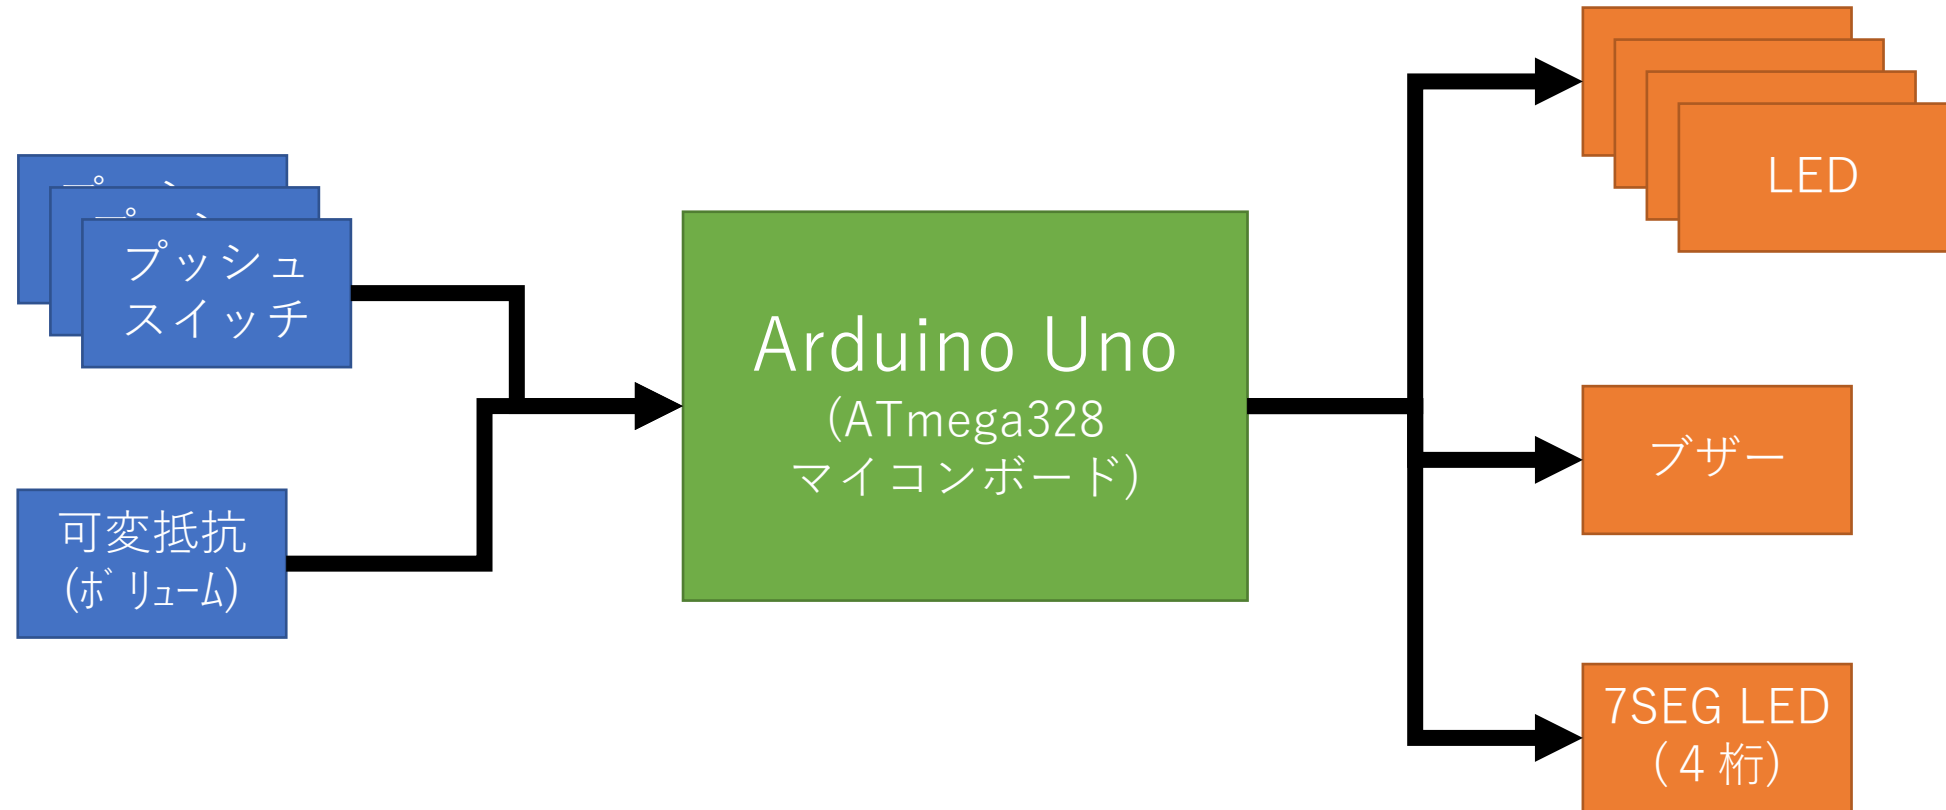 プッシュ
スイッチ
可変抵抗
(ﾎﾞﾘｭｰﾑ)
Arduino Uno
(ATmega328
マイコンボード)
LED
ブザー
7SEG LED
(４桁)